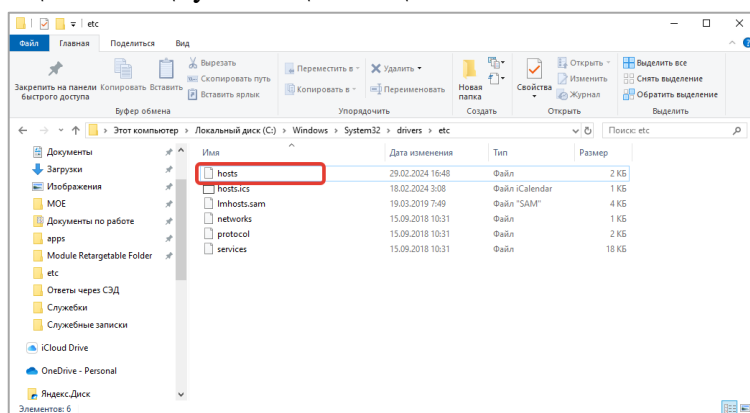 etc
Файл Главная Поделиться Вид
Закрепить на панели быстрого доступа
Копировать
Вставить
Вырезать
Скопировать путь
Вставить ярлык
Буфер обмена
Переместить в
Копировать в
Удалить
Переименовать
Упорядочить
Новая папка
Создать
Свойства
Открыть
Изменить
Журнал
Открыть
Выделить все
Снять выделение
Обратить выделение
Выделить
Этот компьютер › Локальный диск (C:) › Windows › System32 › drivers › etc
Поиск: etc
Документы
Загрузки
Изображения
MOE
Документы по работе
apps
Module Retargetable Folder
etc
Ответы через СЭД
Служебки
Служебные записки
iCloud Drive
OneDrive - Personal
Яндекс.Диск
Имя Дата изменения Тип Размер
hosts 29.02.2024 16:48 Файл 2 КБ
hosts.ics 18.02.2024 3:08 Файл iCalendar 1 КБ
lmhosts.sam 19.03.2019 7:49 Файл "SAM" 4 КБ
networks 15.09.2018 10:31 Файл 1 КБ
protocol 15.09.2018 10:31 Файл 2 КБ
services 15.09.2018 10:31 Файл 18 КБ
Элементов: 6